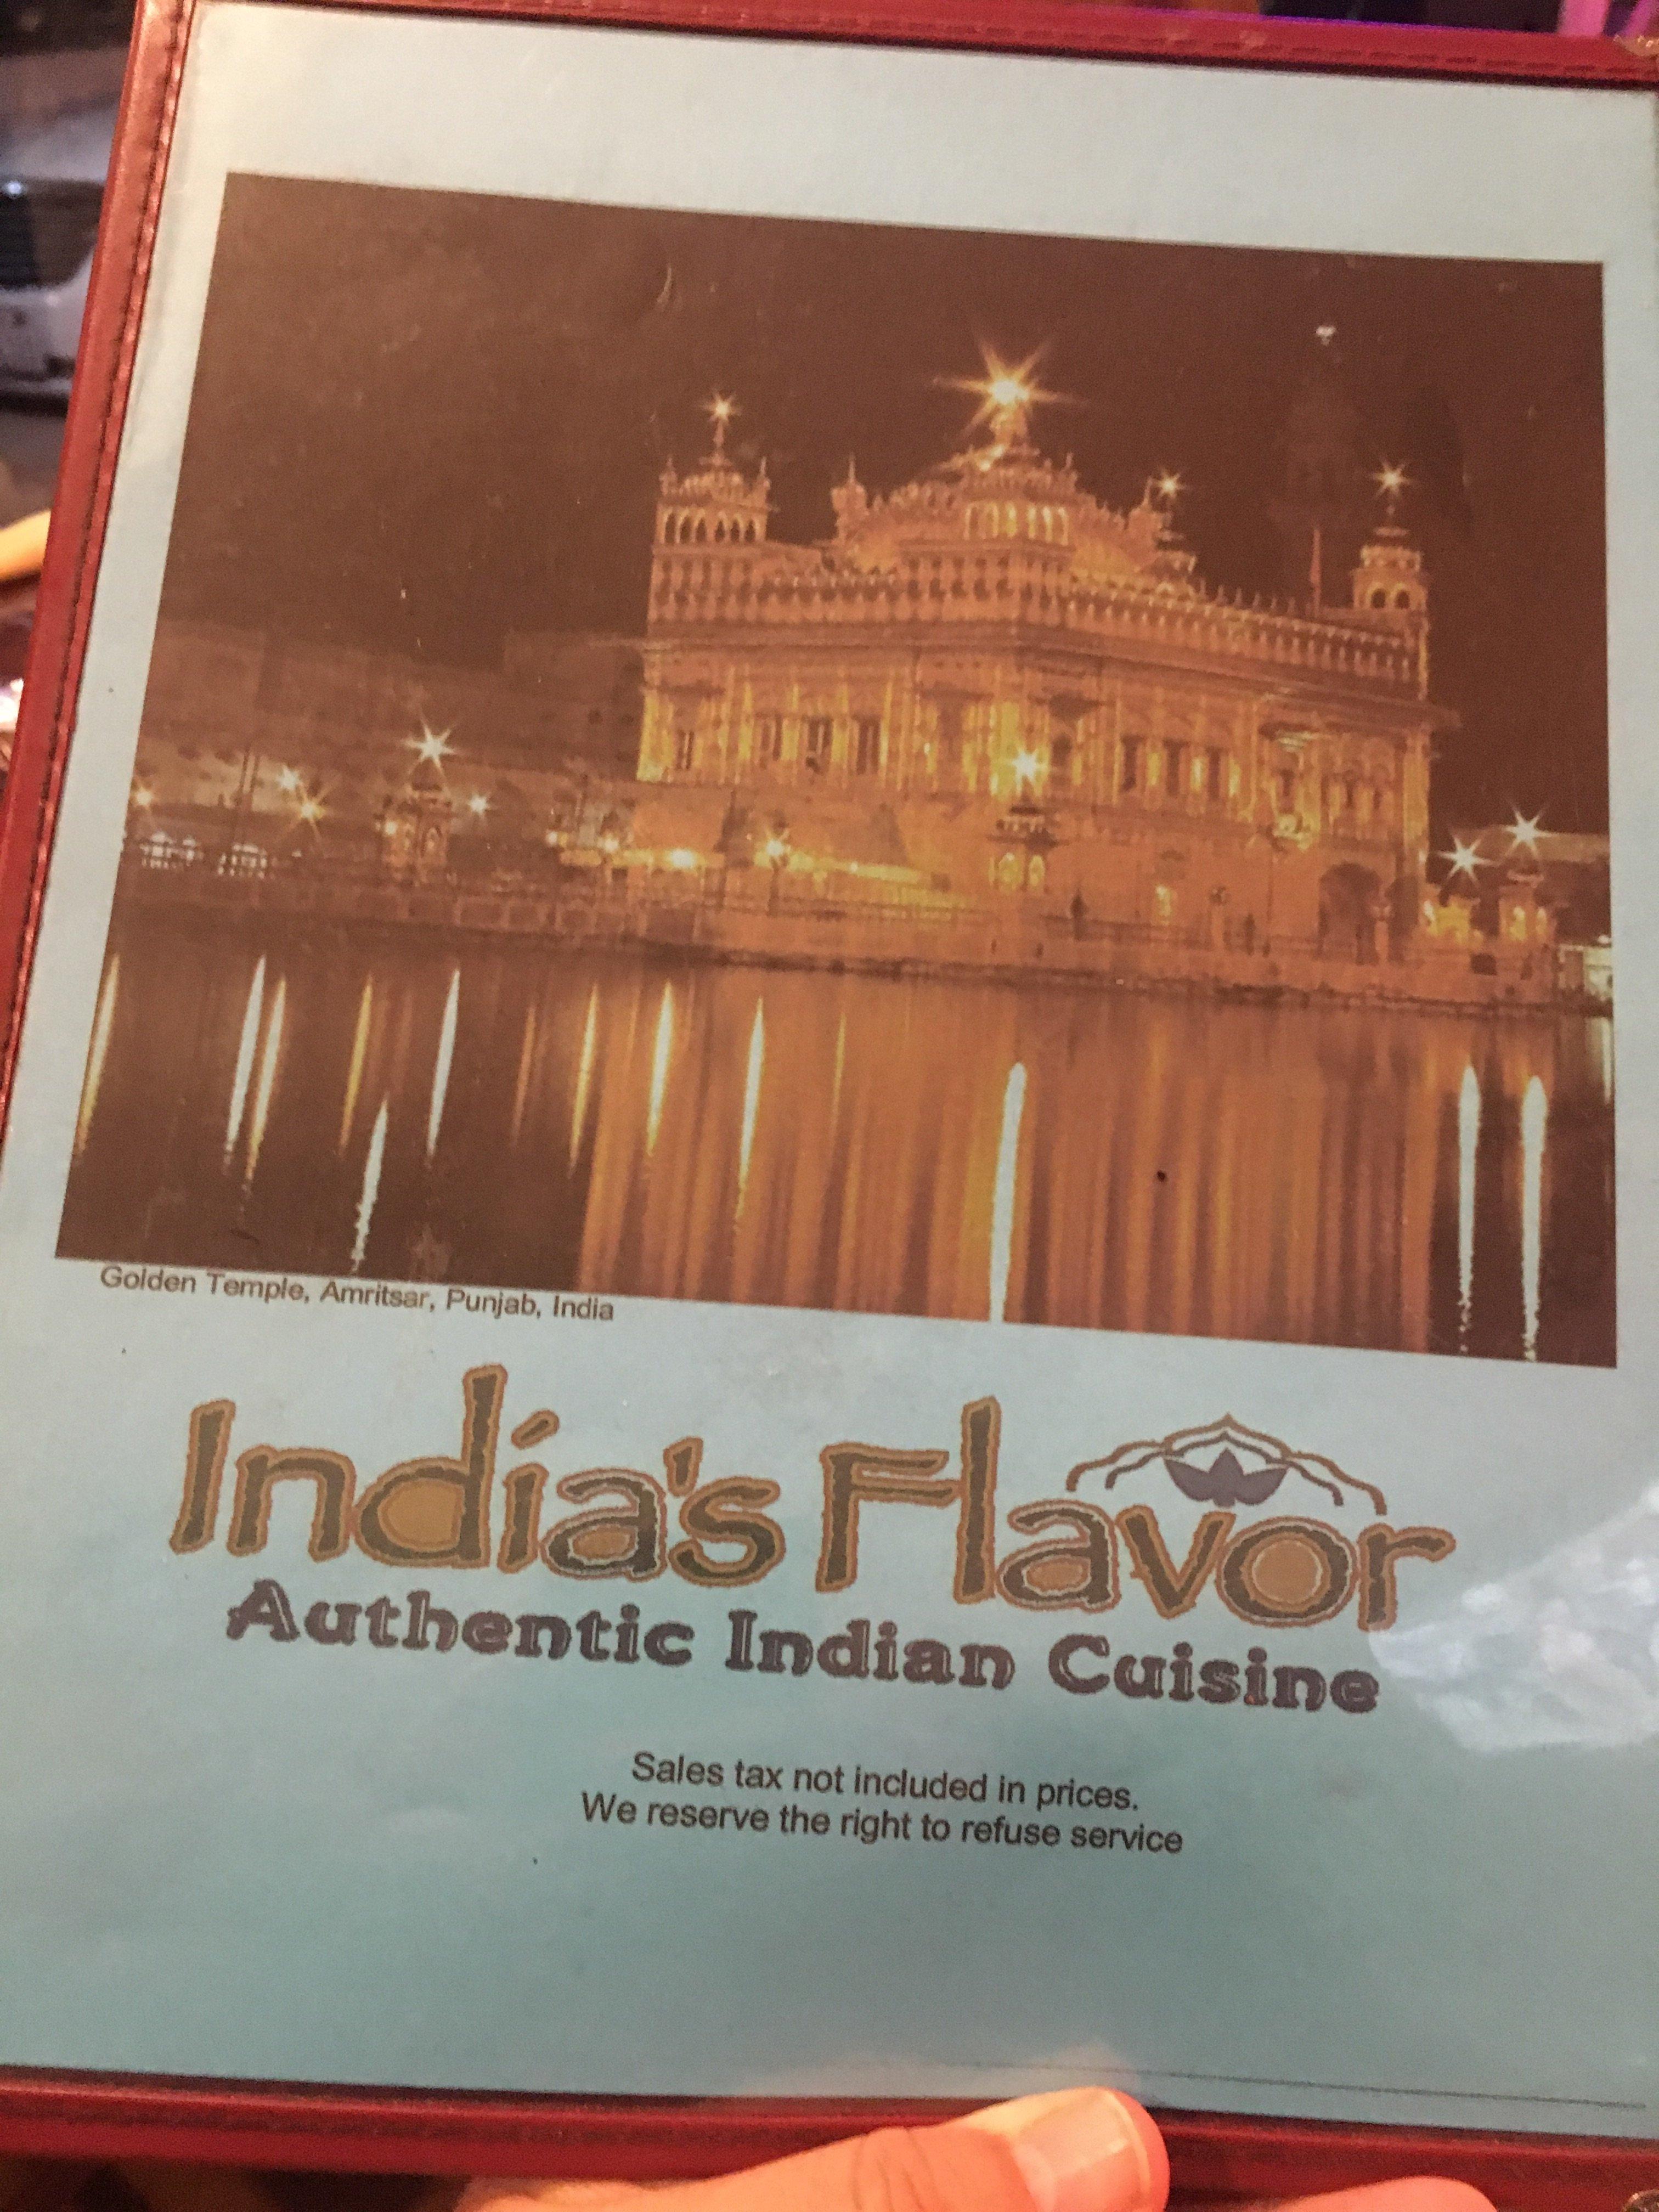 Golden Temple, Amritsar, Punjab, India
India's Flavor
Authentic Indian Cuisine
Sales tax not included in prices.
We reserve the right to refuse service